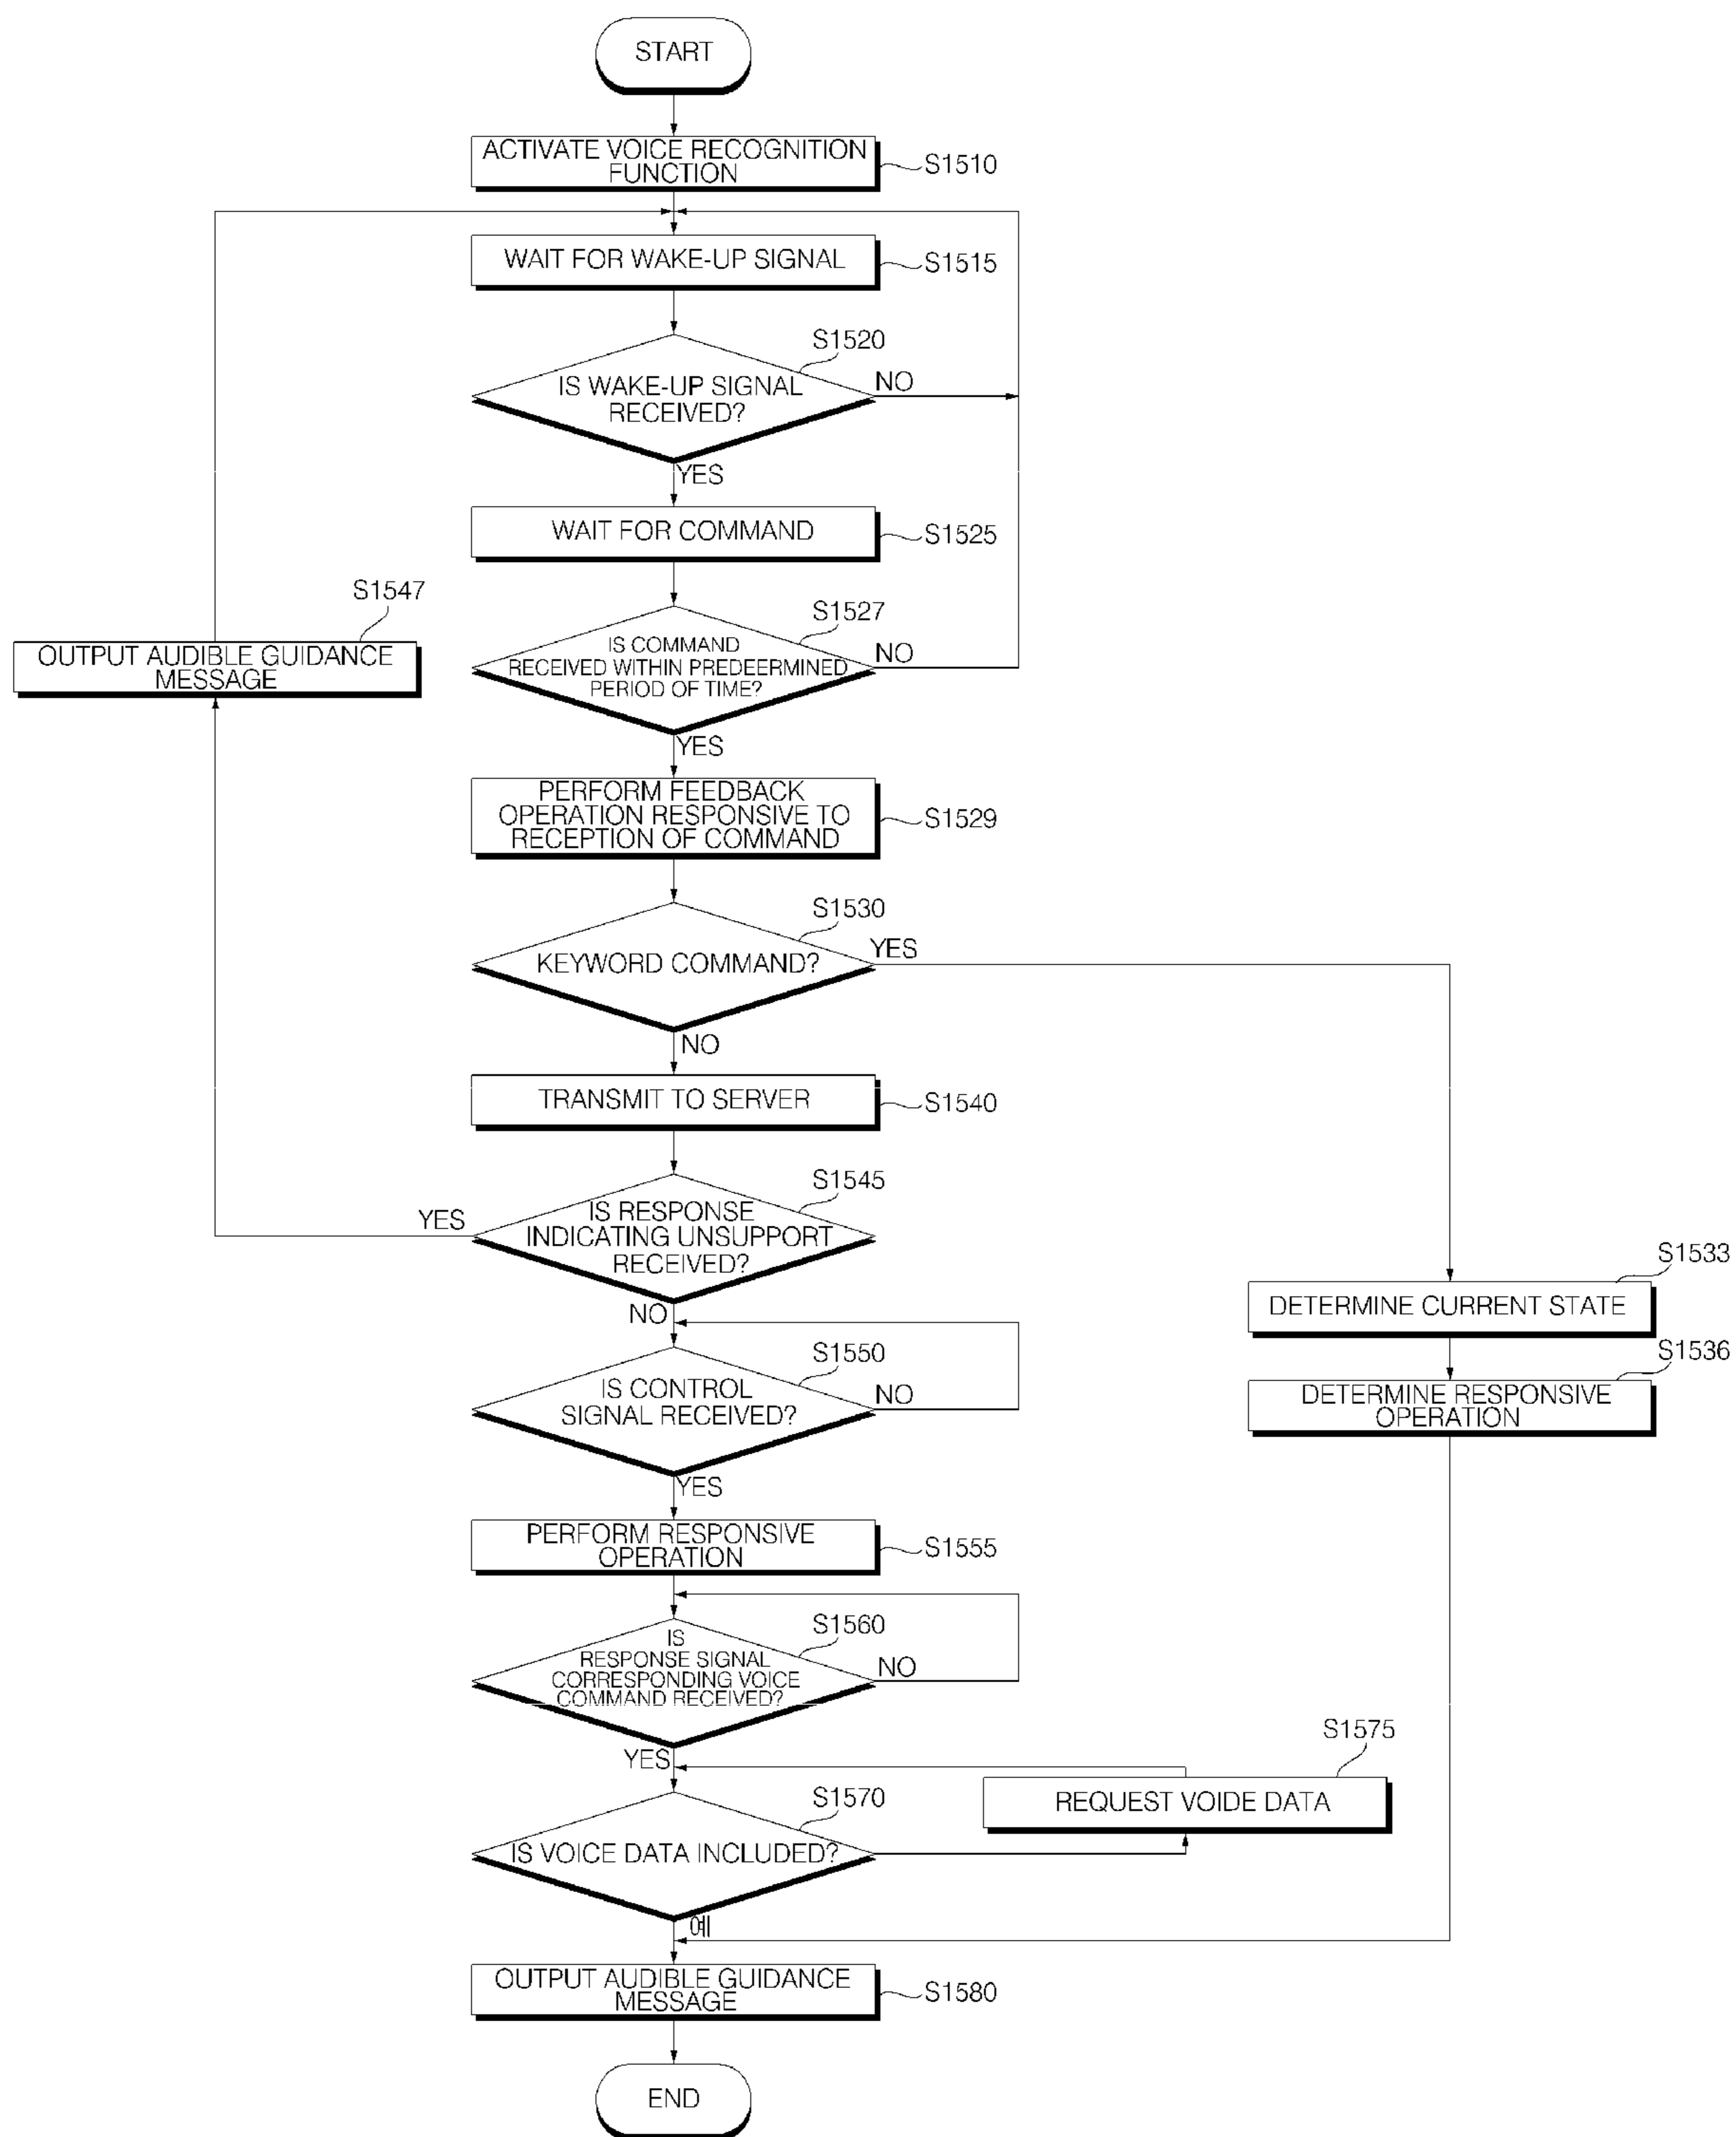 START
ACTIVATE VOICE RECOGNITION
FUNCTION
S1510
WAIT FOR WAKE-UP SIGNAL
S1515
S1520
IS WAKE-UP SIGNAL
RECEIVED?
NO
YES
WAIT FOR COMMAND
S1525
S1547
OUTPUT AUDIBLE GUIDANCE
MESSAGE
S1527
IS COMMAND
RECEIVED WITHIN PREDEERMINED
PERIOD OF TIME?
NO
YES
PERFORM FEEDBACK
OPERATION RESPONSIVE TO
RECEPTION OF COMMAND
S1529
S1530
KEYWORD COMMAND?
YES
NO
TRANSMIT TO SERVER
S1540
S1545
IS RESPONSE
INDICATING UNSUPPORT
RECEIVED?
YES
NO
S1533
DETERMINE CURRENT STATE
S1536
DETERMINE RESPONSIVE
OPERATION
S1550
IS CONTROL
SIGNAL RECEIVED?
NO
YES
PERFORM RESPONSIVE
OPERATION
S1555
S1560
IS
RESPONSE SIGNAL
CORRESPONDING VOICE
COMMAND RECEIVED?
NO
YES
S1575
REQUEST VOIDE DATA
S1570
IS VOICE DATA INCLUDED?
예
OUTPUT AUDIBLE GUIDANCE
MESSAGE
S1580
END